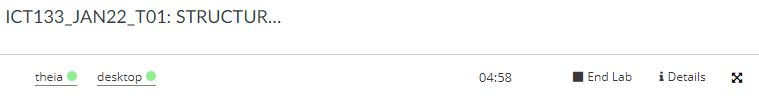 ICT133_JAN22_T01: STRUCTUR...
theia desktop 04:58 End Lab Details